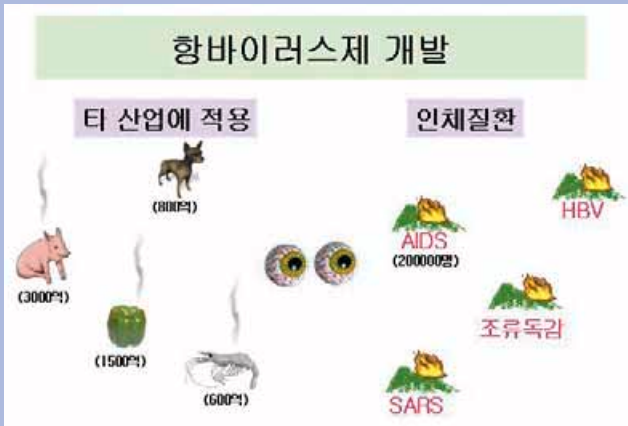 항바이러스제 개발
타 산업에 적용
인체질환
(800억)
(3000억)
(1500억)
(600억)
HBV
AIDS
(200000명)
조류독감
SARS